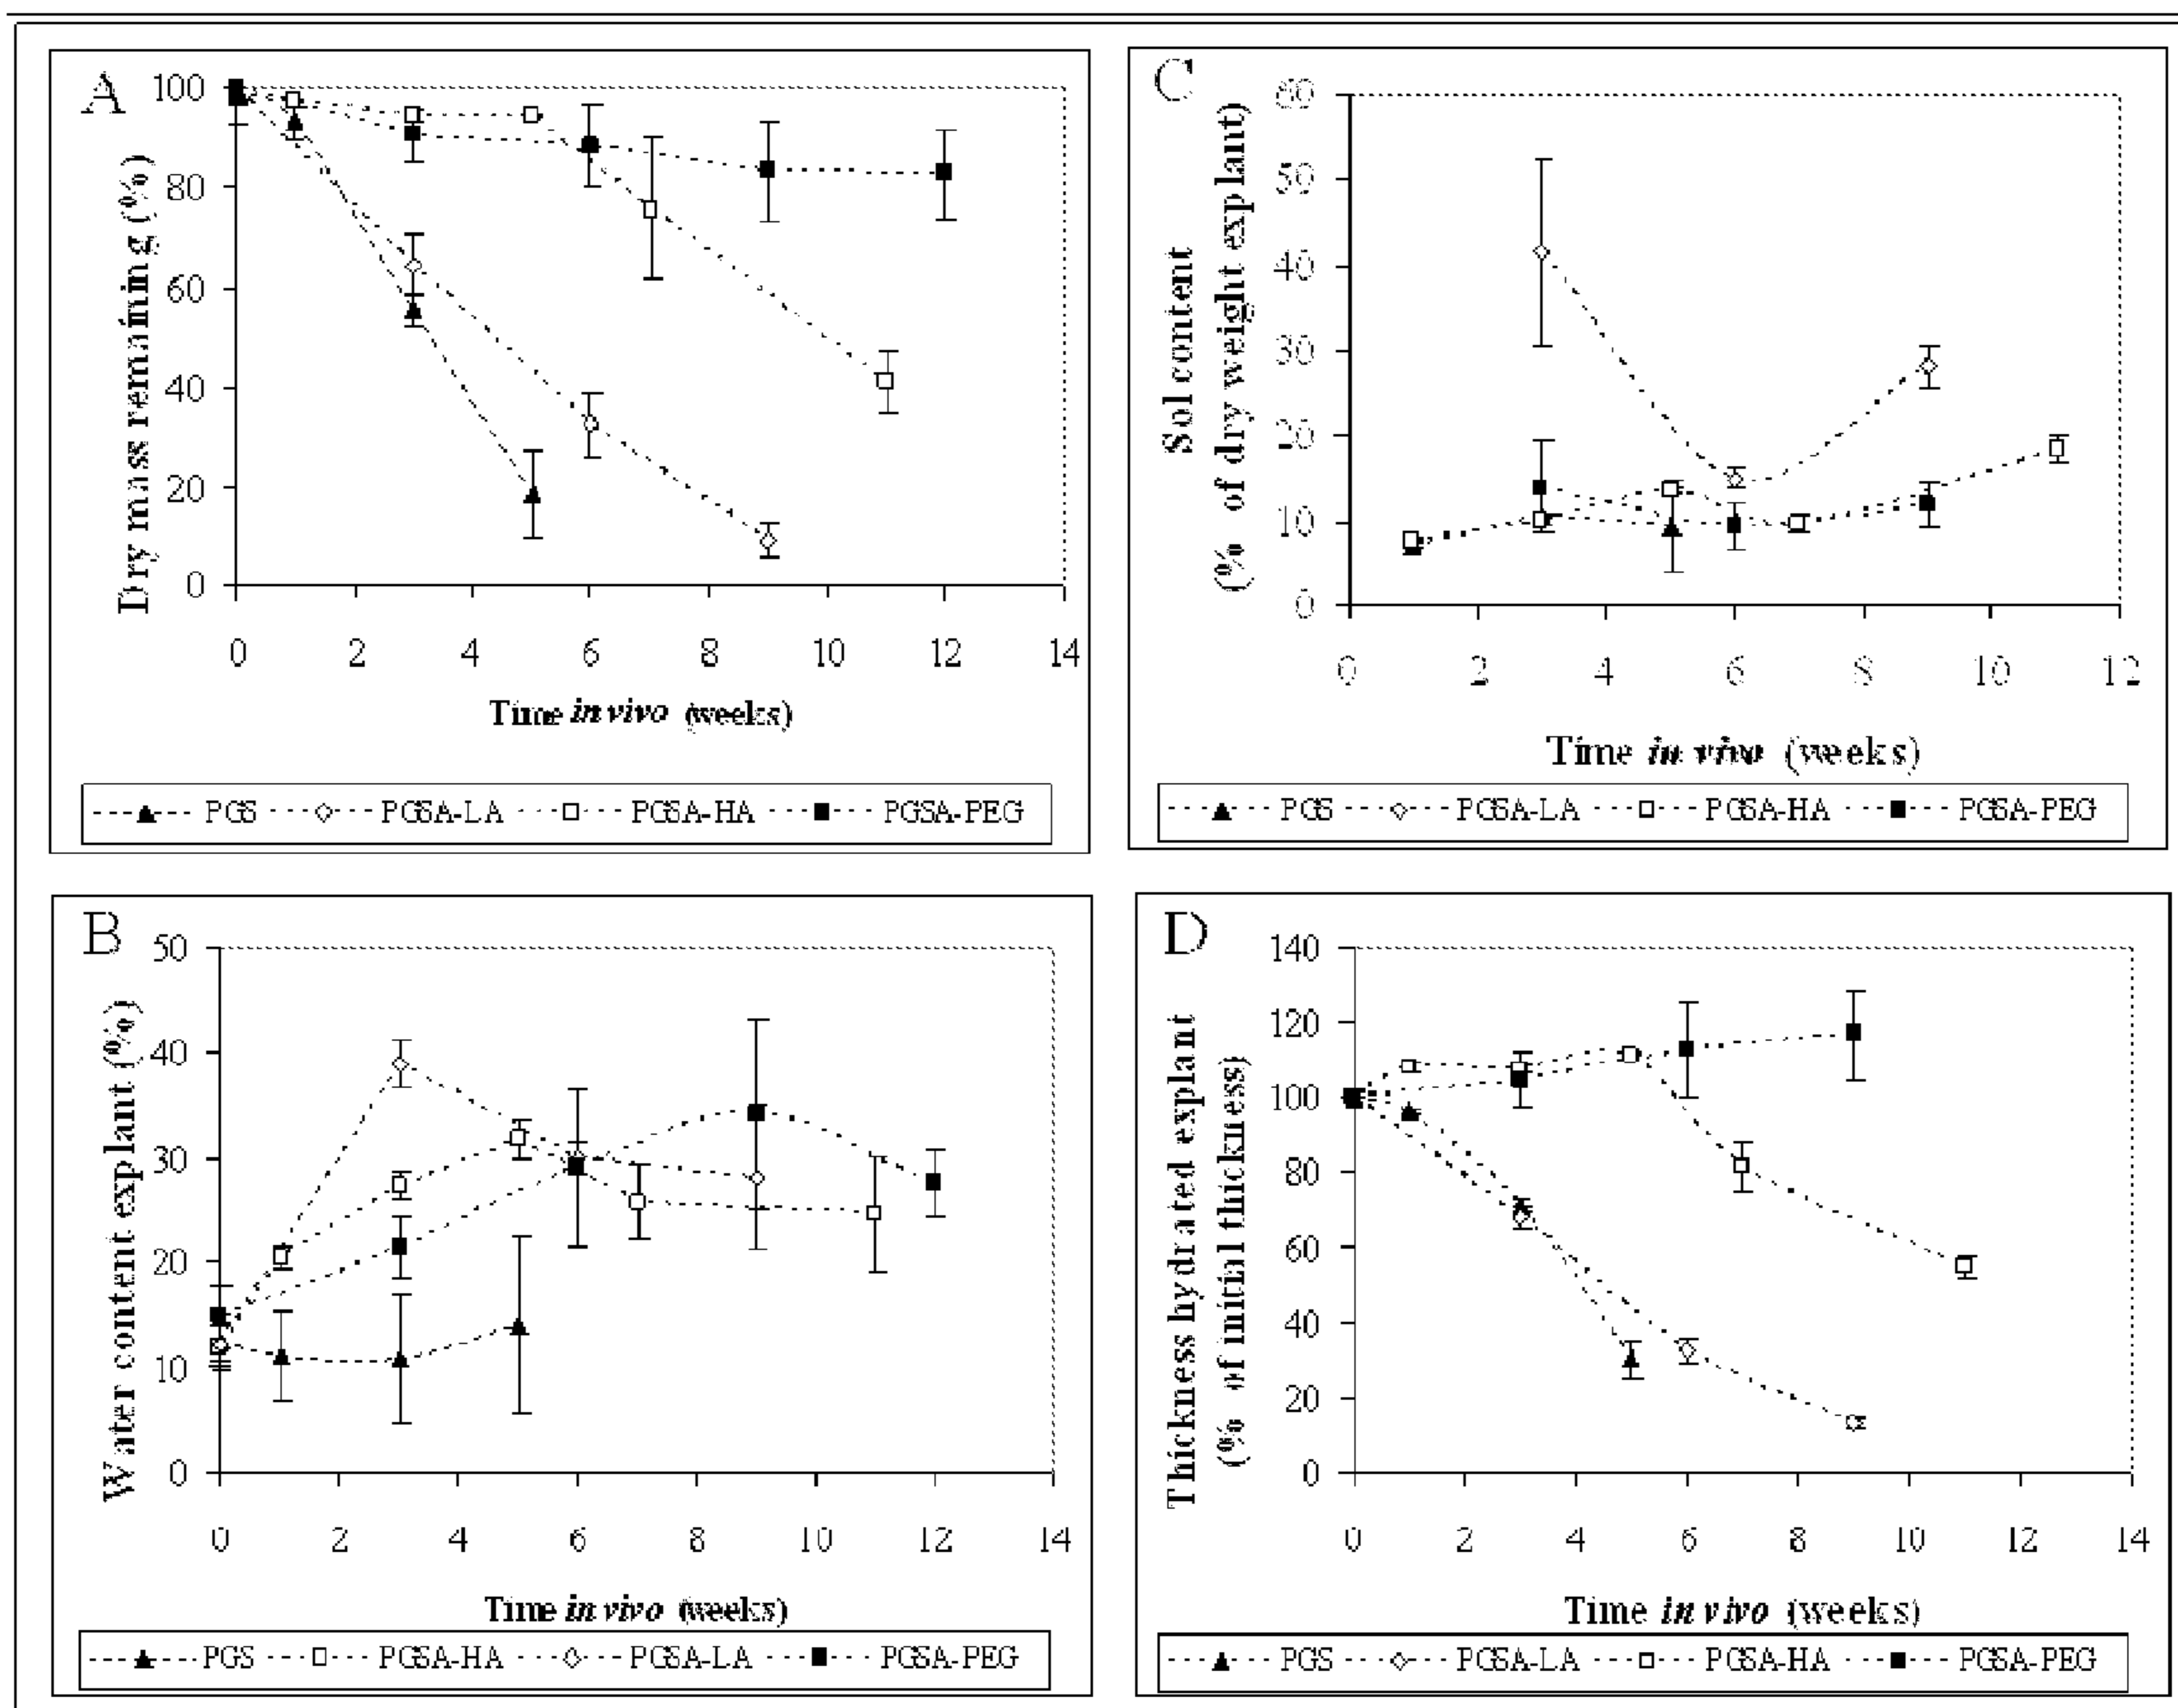 A
100
80
60
40
20
0
Dry mass remaining (%)
0 2 4 6 8 10 12 14
Time in vivo (weeks)
PGS PGSA-LA PGSA-HA PGSA-PEG
C
60
50
40
30
20
10
0
Sol content
(% of dry weight explant)
0 2 4 6 8 10 12
Time in vivo (weeks)
PGS PGSA-LA PGSA-HA PGSA-PEG
B
50
40
30
20
10
0
Water content explant (%)
0 2 4 6 8 10 12 14
Time in vivo (weeks)
PGS PGSA-HA PGSA-LA PGSA-PEG
D
140
120
100
80
60
40
20
0
Thickness hydrated explant
(% of initial thickness)
0 2 4 6 8 10 12 14
Time in vivo (weeks)
PGS PGSA-LA PGSA-HA PGSA-PEG